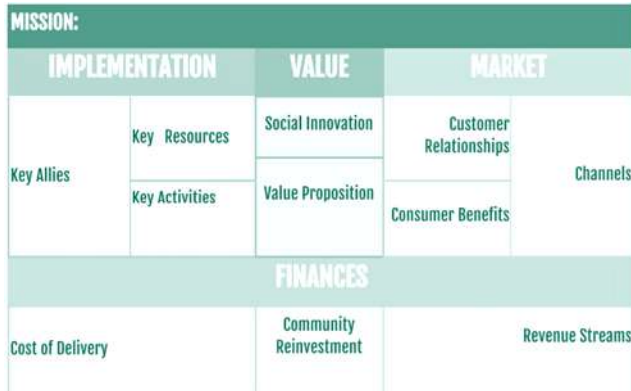 MISSION:
IMPLEMENTATION
VALUE
MARKET
Key Allies
Key Resources
Key Activities
Social Innovation
Value Proposition
Customer
Relationships
Consumer Benefits
Channels
FINANCES
Cost of Delivery
Community
Reinvestment
Revenue Streams